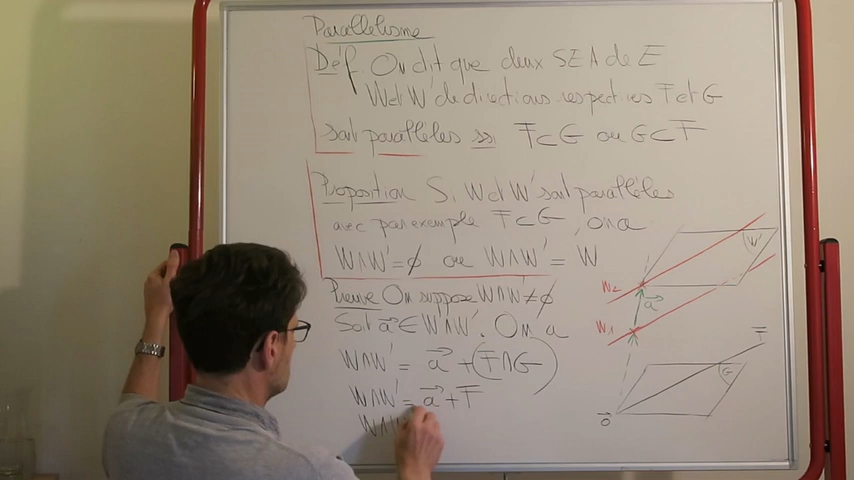 Parallélisme
Déf On dit que deux SEA de E
W et W' de directions respectives F et G
sont parallèles ssi F⊂G ou G⊂F
Proposition Si W et W' sont parallèles
avec par exemple F⊂G, on a
W∩W'=∅ ou W∩W'=W
Preuve On suppose W∩W'≠∅
Soit a⃗∈W∩W'. On a
W∩W' = a⃗+(F∩G)
W∩W' = a⃗+F
W∩
W'
W₂
a⃗
W₁
F
G
o⃗